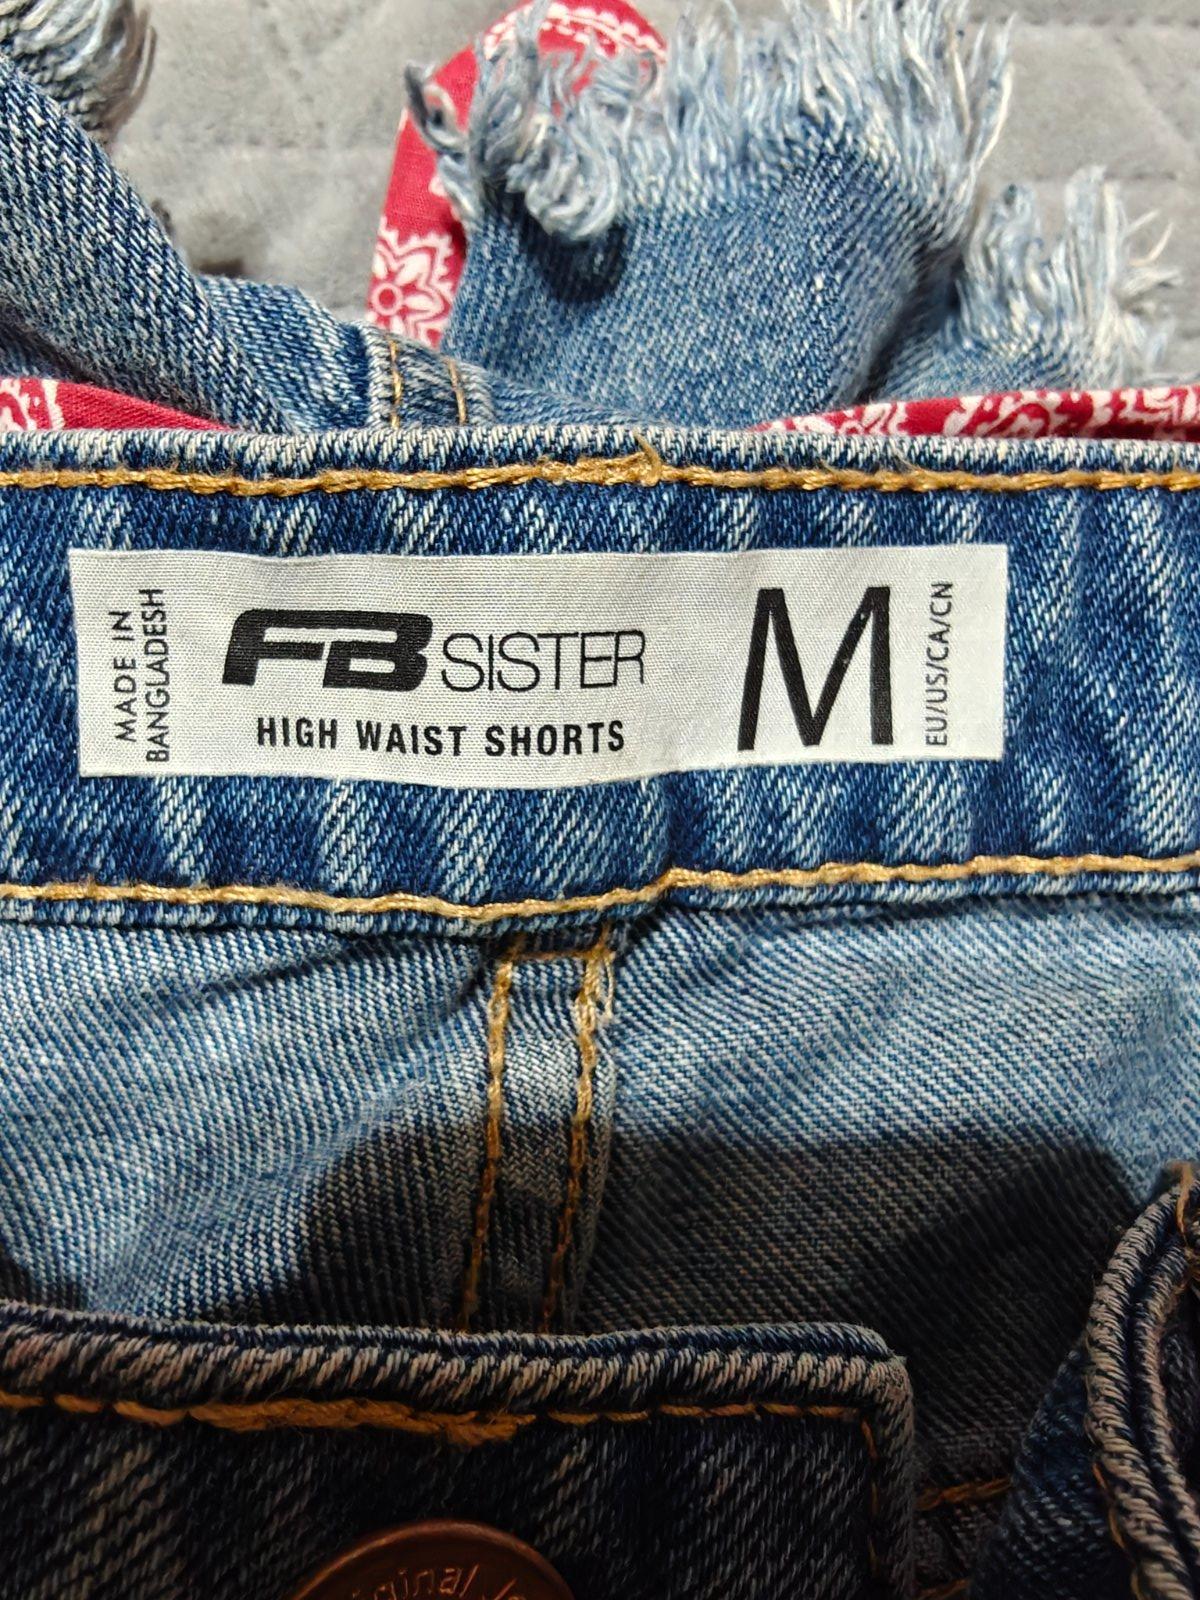 MADE IN
BANGLADESH
FB SISTER
HIGH WAIST SHORTS
M
EU/US/CA/CN